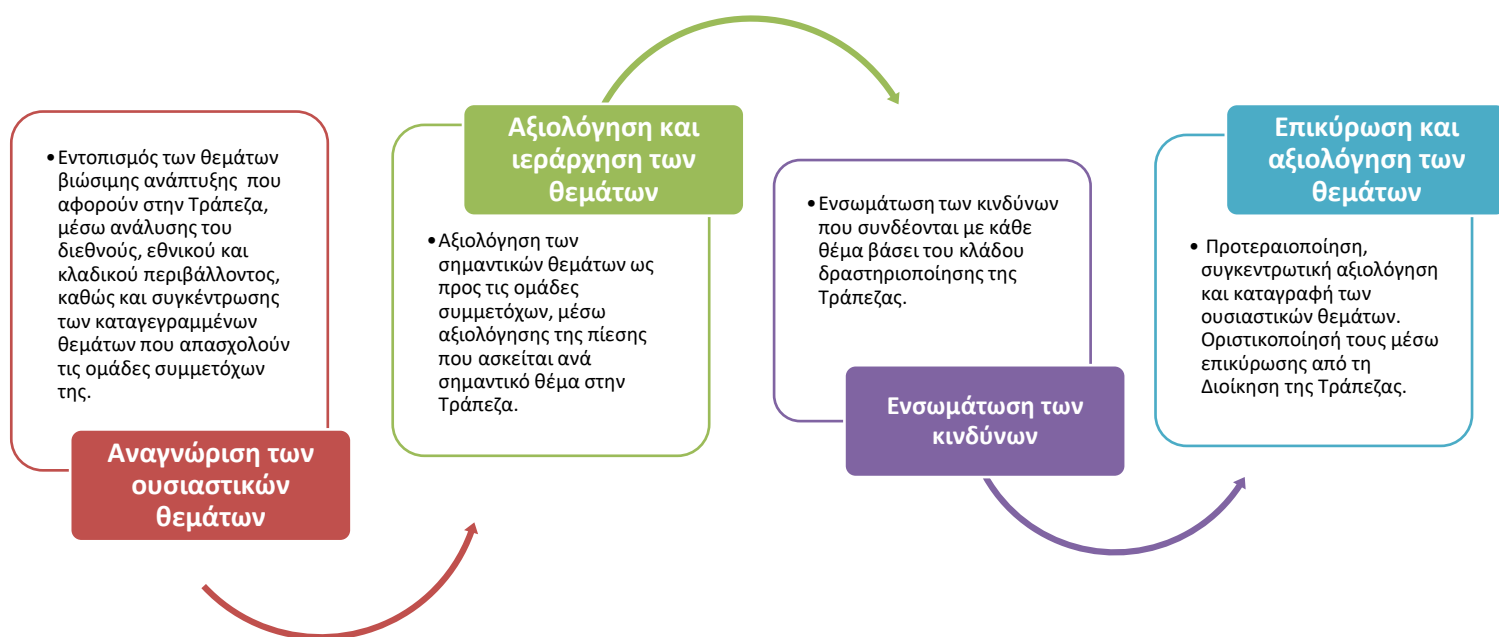 • Εντοπισμός των θεμάτων
βιώσιμης ανάπτυξης που
αφορούν στην Τράπεζα,
μέσω ανάλυσης του
διεθνούς, εθνικού και
κλαδικού περιβάλλοντος,
καθώς και συγκέντρωσης
των καταγεγραμμένων
θεμάτων που απασχολούν
τις ομάδες συμμετόχων
της.
Αναγνώριση των
ουσιαστικών
θεμάτων
Αξιολόγηση και
ιεράρχηση των
θεμάτων
• Αξιολόγηση των
σημαντικών θεμάτων ως
προς τις ομάδες
συμμετόχων, μέσω
αξιολόγησης της πίεσης
που ασκείται ανά
σημαντικό θέμα στην
Τράπεζα.
• Ενσωμάτωση των κινδύνων
που συνδέονται με κάθε
θέμα βάσει του κλάδου
δραστηριοποίησης της
Τράπεζας.
Ενσωμάτωση των
κινδύνων
Επικύρωση και
αξιολόγηση των
θεμάτων
• Προτεραιοποίηση,
συγκεντρωτική αξιολόγηση
και καταγραφή των
ουσιαστικών θεμάτων.
Οριστικοποίησή τους μέσω
επικύρωσης από τη
Διοίκηση της Τράπεζας.